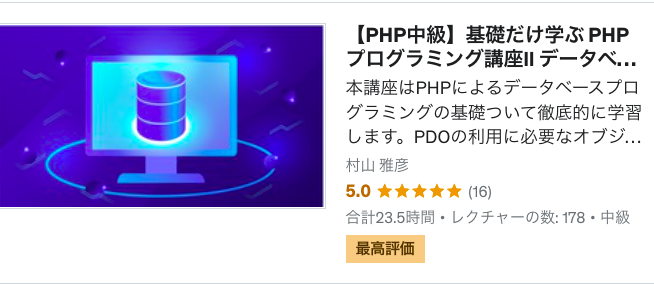 【PHP中級】基礎だけ学ぶ PHP
プログラミング講座II データベ...
本講座はPHPによるデータベースプロ
グラミングの基礎ついて徹底的に学習
します。PDOの利用に必要なオブジ...
村山 雅彦
5.0 ★★★★★ (16)
合計23.5時間・レクチャーの数: 178・中級
最高評価